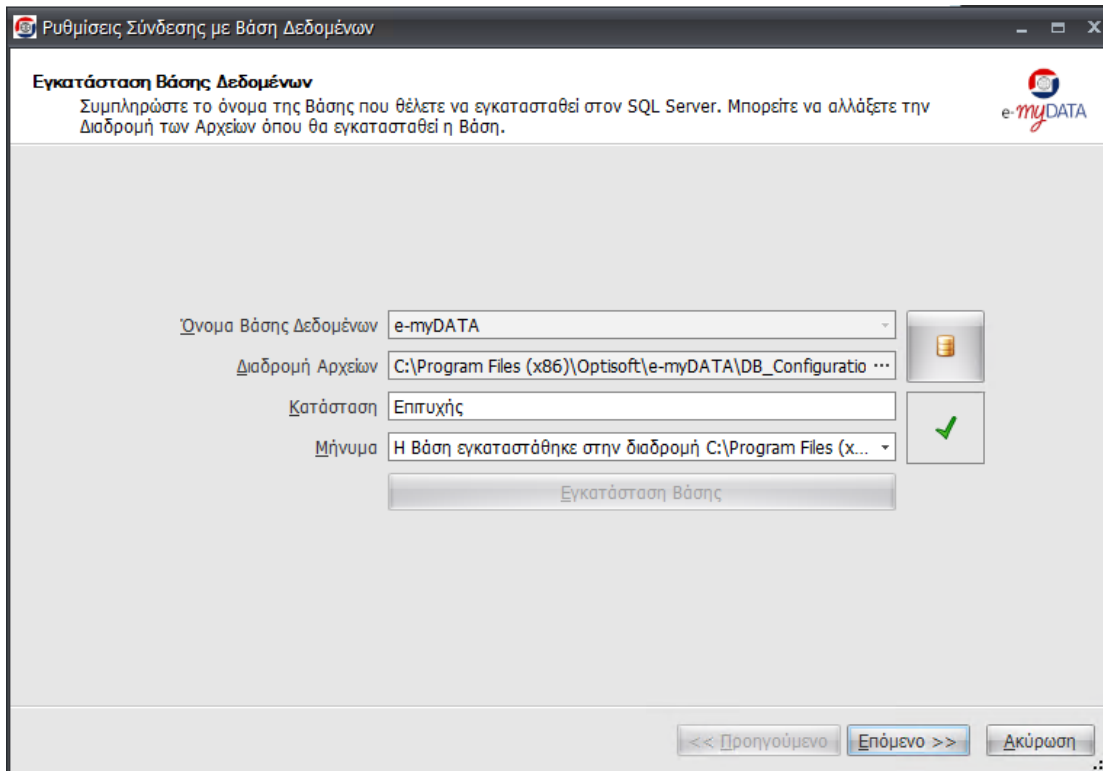 Ρυθμίσεις Σύνδεσης με Βάση Δεδομένων
Εγκατάσταση Βάσης Δεδομένων
Συμπληρώστε το όνομα της Βάσης που θέλετε να εγκατασταθεί στον SQL Server. Μπορείτε να αλλάξετε την
Διαδρομή των Αρχείων όπου θα εγκατασταθεί η Βάση.
e-myDATA
Όνομα Βάσης Δεδομένων e-myDATA
Διαδρομή Αρχείων C:\Program Files (x86)\Optisoft\e-myDATA\DB_Configuratio ...
Κατάσταση Επιτυχής
Μήνυμα Η Βάση εγκαταστάθηκε στην διαδρομή C:\Program Files (x...
Εγκατάσταση Βάσης
<< Προηγούμενο Επόμενο >> Ακύρωση